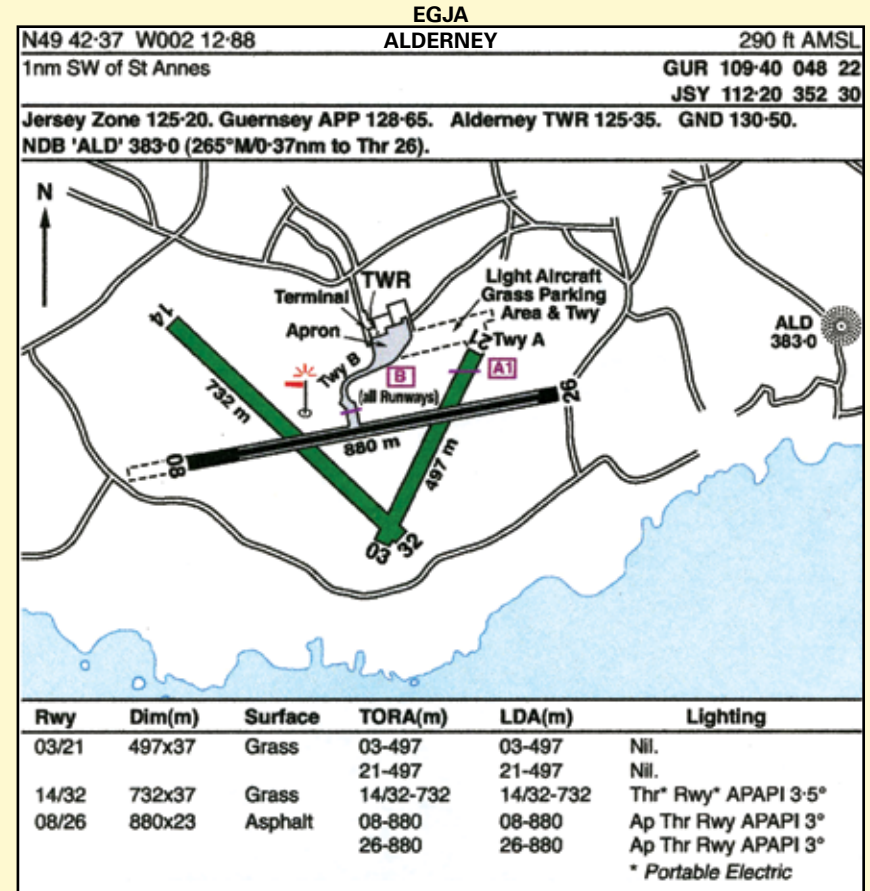 EGJA
N49 42·37 W002 12·88 ALDERNEY 290 ft AMSL
1nm SW of St Annes GUR 109·40 048 22
JSY 112·20 352 30
Jersey Zone 125·20. Guernsey APP 128·65. Alderney TWR 125·35. GND 130·50.
NDB 'ALD' 383·0 (265°M/0·37nm to Thr 26).
N
TWR
Terminal
Apron
Light Aircraft
Grass Parking
Area & Twy
ALD
383·0
14
21
Twy A
Twy B
B
A1
(all Runways)
26
732 m
880 m
497 m
08
03
32
Rwy Dim(m) Surface TORA(m) LDA(m) Lighting
03/21 497x37 Grass 03-497 03-497 Nil.
21-497 21-497 Nil.
14/32 732x37 Grass 14/32-732 14/32-732 Thr* Rwy* APAPI 3·5°
08/26 880x23 Asphalt 08-880 08-880 Ap Thr Rwy APAPI 3°
26-880 26-880 Ap Thr Rwy APAPI 3°
* Portable Electric